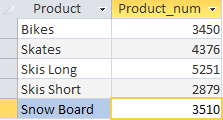 Product Product_num
Bikes 3450
Skates 4376
Skis Long 5251
Skis Short 2879
Snow Board 3510